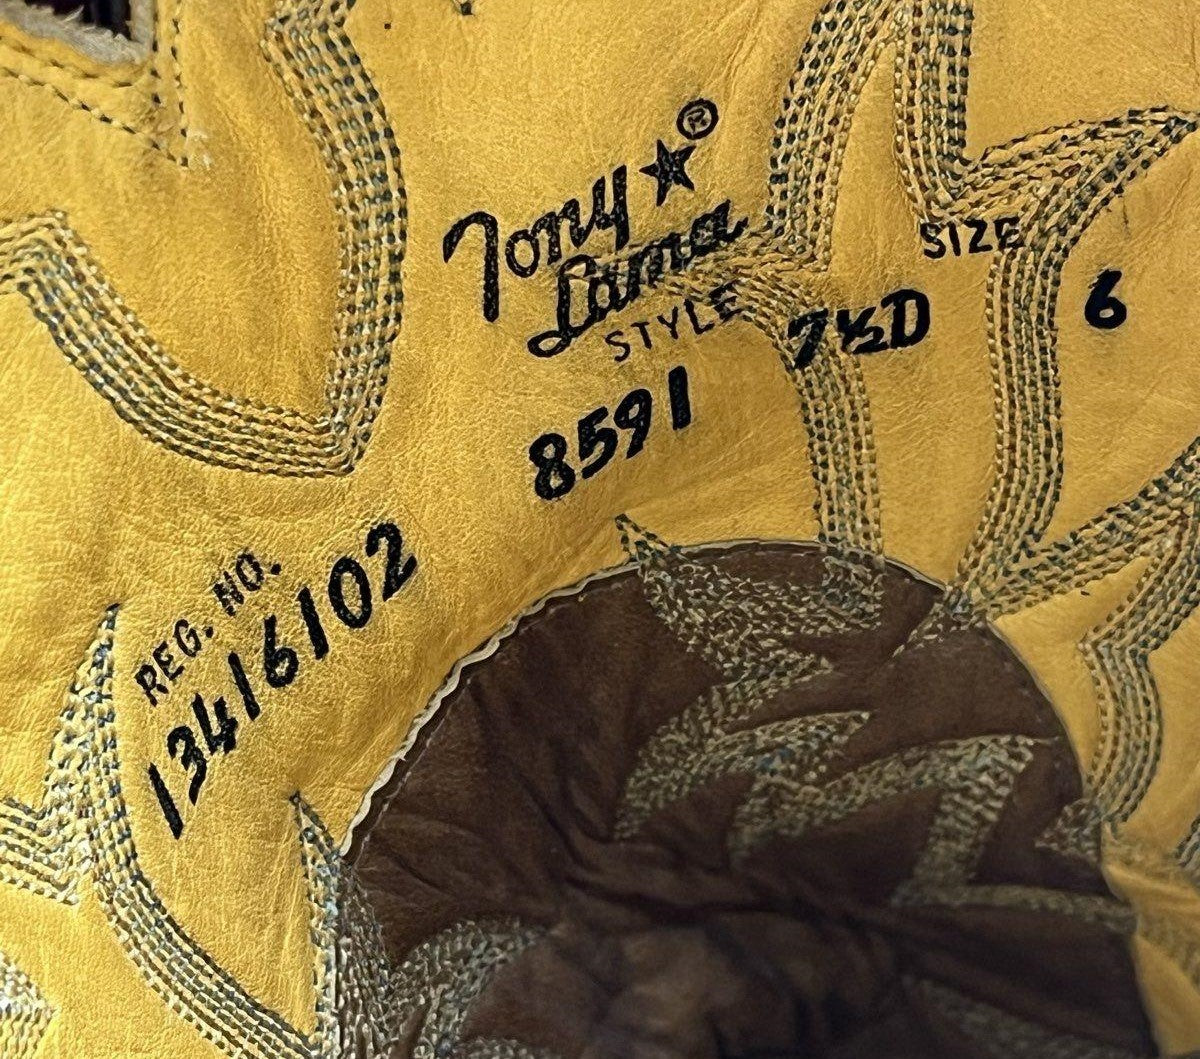 Tony ★ ®
Lama
STYLE
8591
SIZE
7½D 6
REG. NO.
13416102